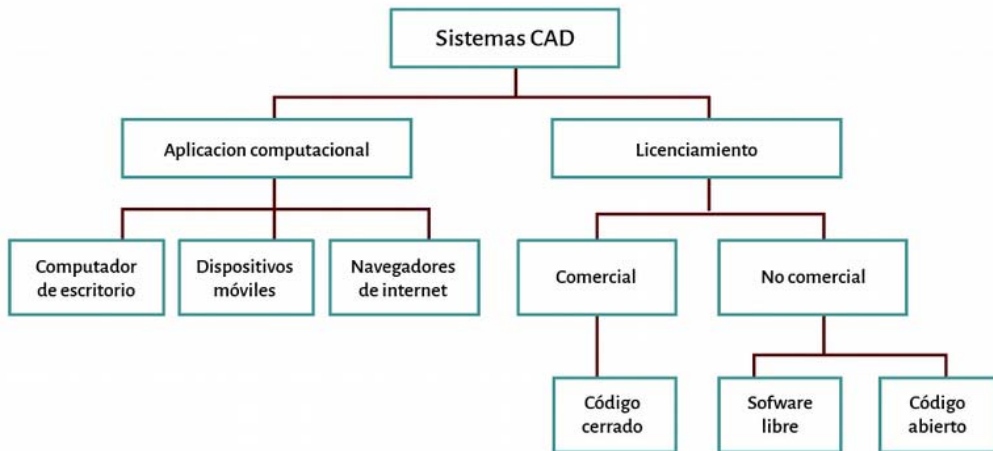 Sistemas CAD
Aplicacion computacional
Licenciamiento
Computador
de escritorio
Dispositivos
móviles
Navegadores
de internet
Comercial
No comercial
Código
cerrado
Sofware
libre
Código
abierto